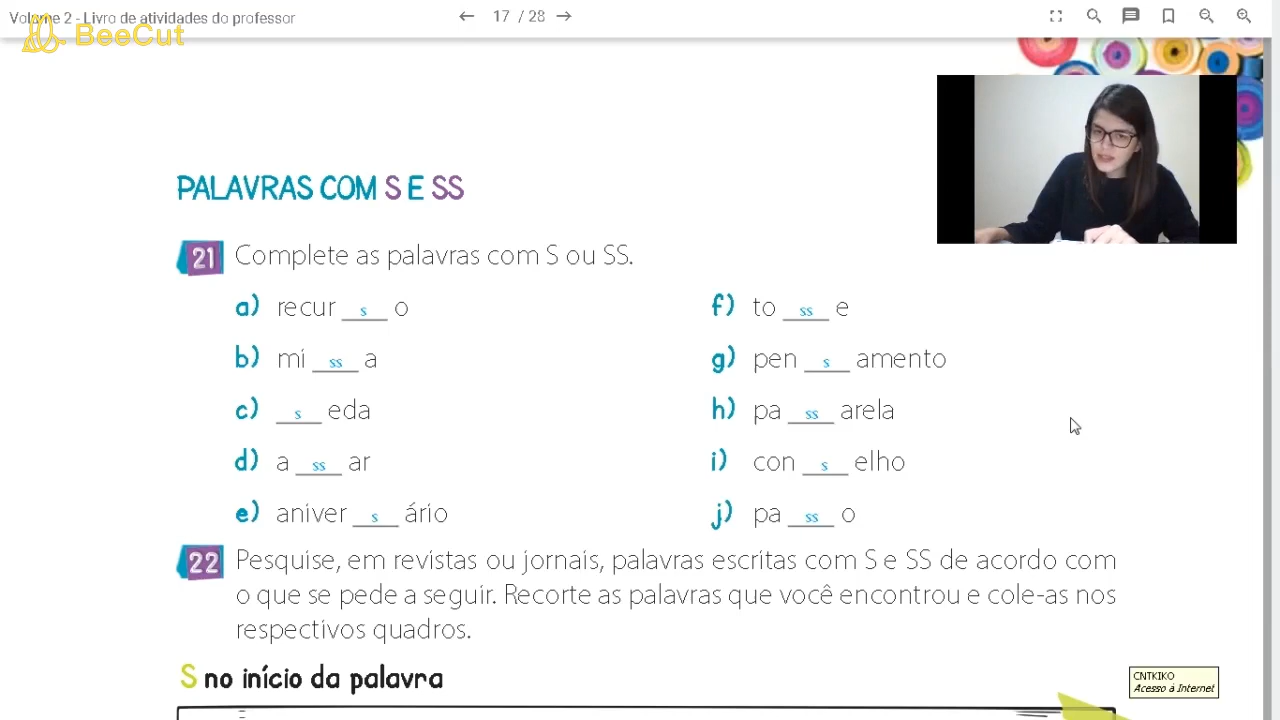 Volume 2 - Livro de atividades do professor
17 / 28
BeeCut
PALAVRAS COM S E SS
21 Complete as palavras com S ou SS.
a) recur s o
b) mi ss a
c) s eda
d) a ss ar
e) aniver s ário
f) to ss e
g) pen s amento
h) pa ss arela
i) con s elho
j) pa ss o
22 Pesquise, em revistas ou jornais, palavras escritas com S e SS de acordo com
o que se pede a seguir. Recorte as palavras que você encontrou e cole-as nos
respectivos quadros.
S no início da palavra
CNTKIKO
Acesso à Internet